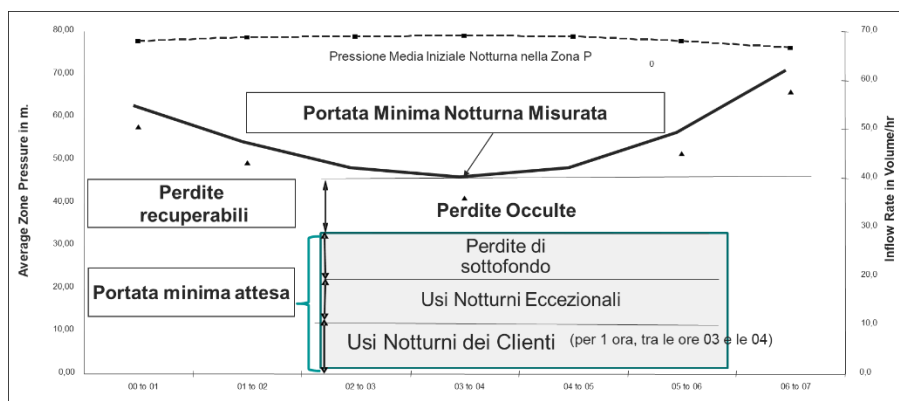 80,00
70,00
60,00
50,00
40,00
30,00
20,00
10,00
0,00
Average Zone Pressure in m.
70,0
60,0
50,0
40,0
30,0
20,0
10,0
0,0
Inflow Rate in Volume/hr
Pressione Media Iniziale Notturna nella Zona P
0
Portata Minima Notturna Misurata
Perdite
recuperabili
Perdite Occulte
Portata minima attesa
Perdite di
sottofondo
Usi Notturni Eccezionali
Usi Notturni dei Clienti (per 1 ora, tra le ore 03 e le 04)
00 to 01 01 to 02 02 to 03 03 to 04 04 to 05 05 to 06 06 to 07